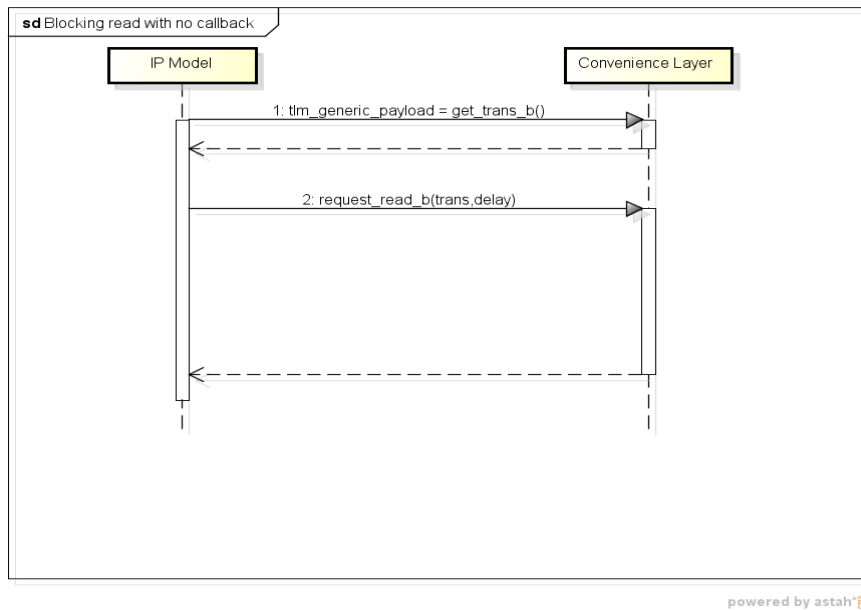 sd Blocking read with no callback
IP Model
Convenience Layer
1: tlm_generic_payload = get_trans_b()
2: request_read_b(trans,delay)
powered by astah*